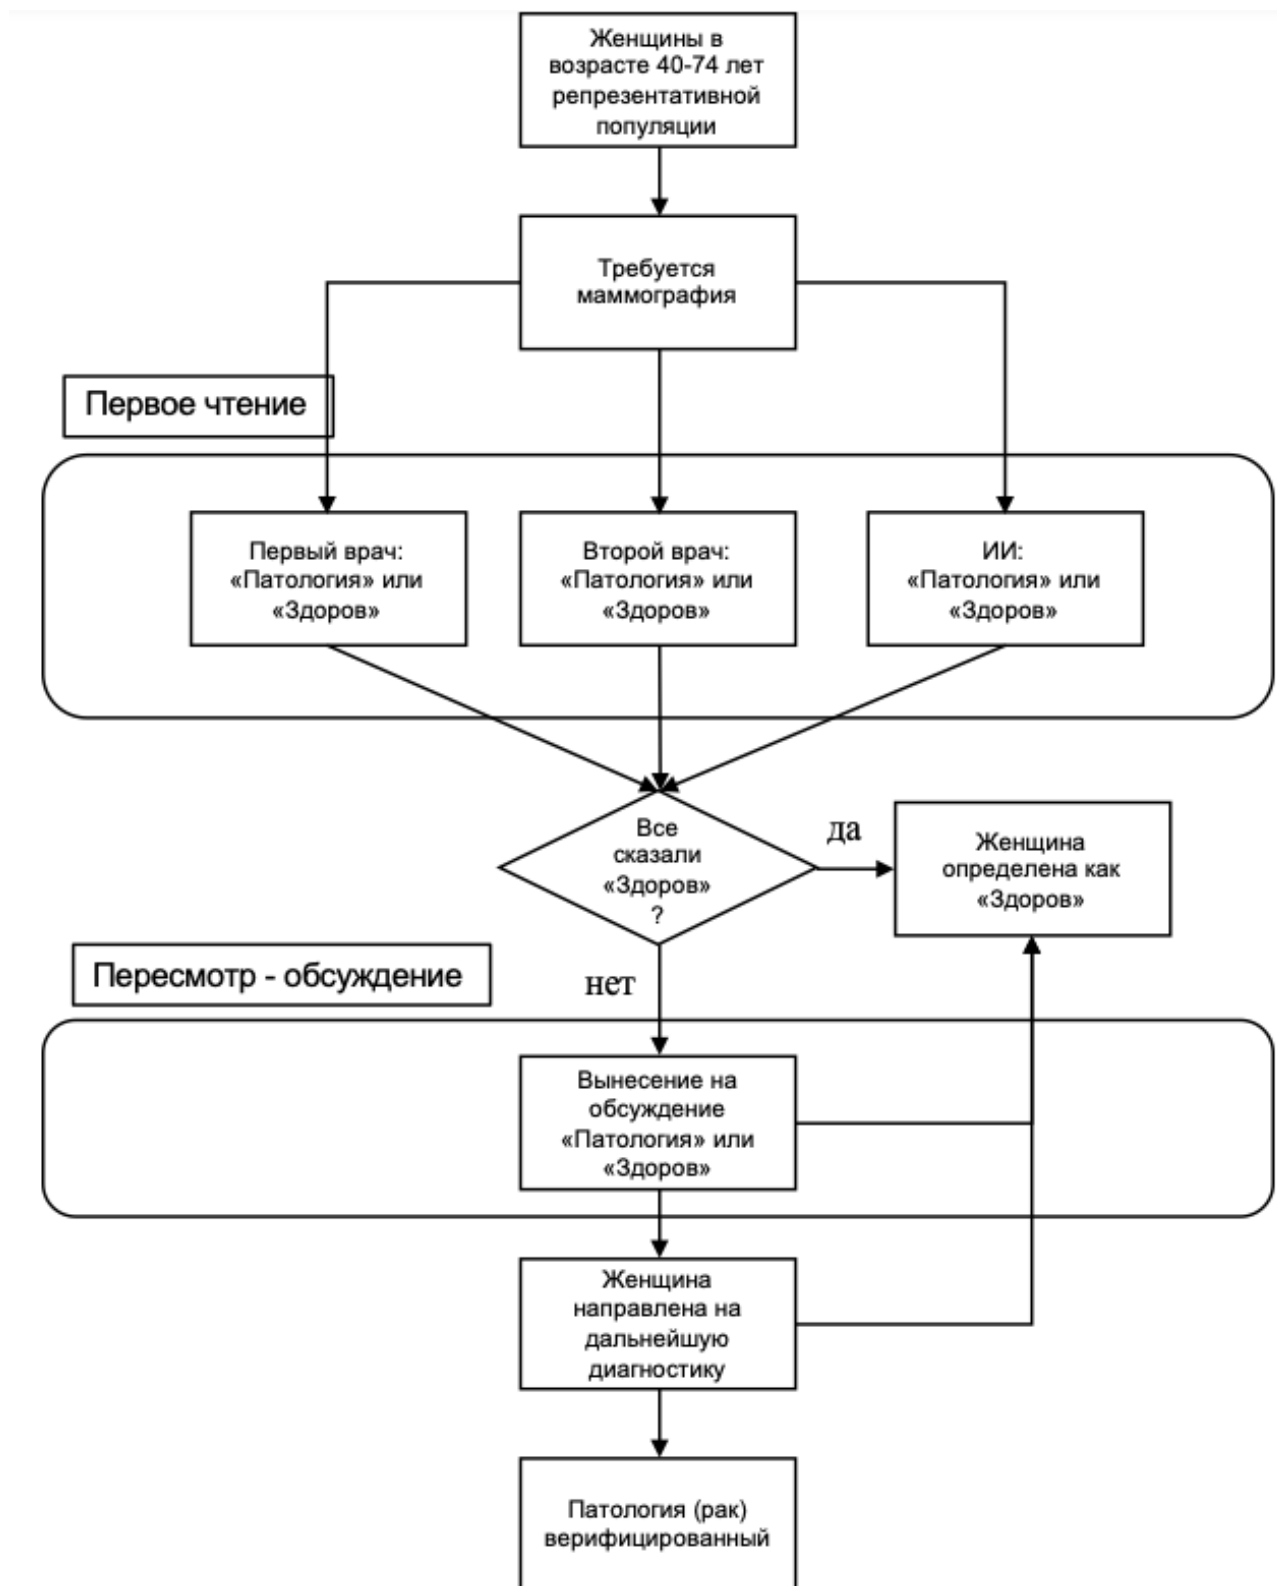 Женщины в
возрасте 40-74 лет
репрезентативной
популяции
Требуется
маммография
Первое чтение
Первый врач:
«Патология» или
«Здоров»
Второй врач:
«Патология» или
«Здоров»
ИИ:
«Патология» или
«Здоров»
Все
сказали
«Здоров»
?
да
Женщина
определена как
«Здоров»
нет
Пересмотр - обсуждение
Вынесение на
обсуждение
«Патология» или
«Здоров»
Женщина
направлена на
дальнейшую
диагностику
Патология (рак)
верифицированный